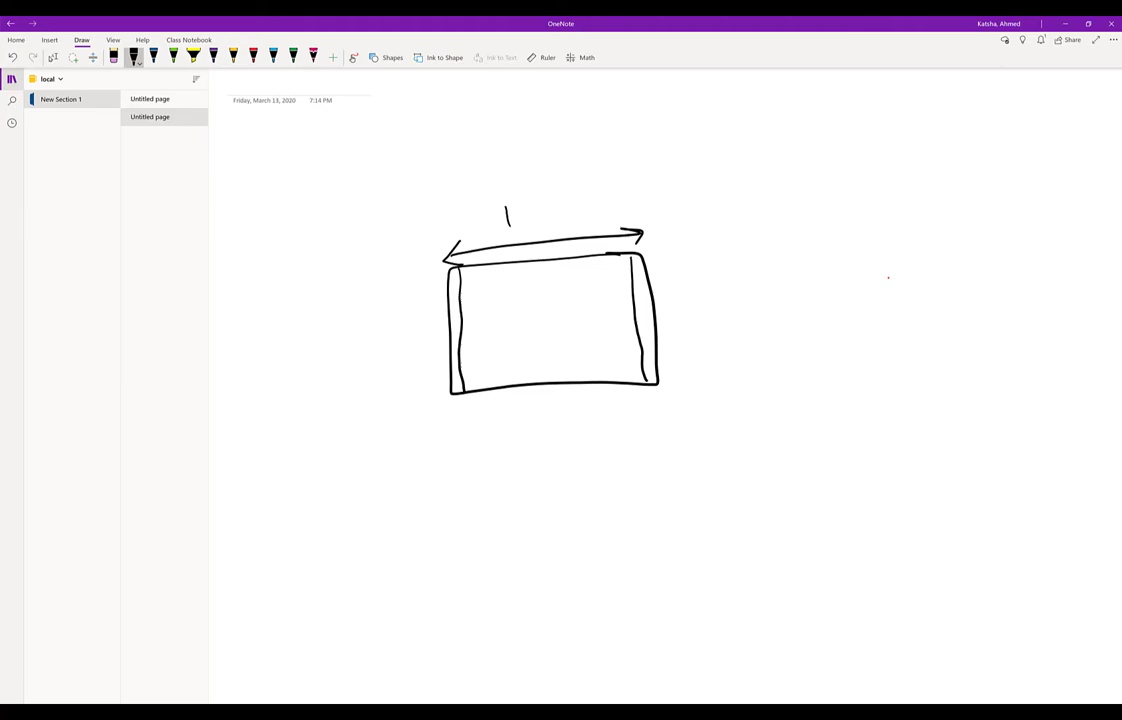 OneNote
Katsha, Ahmed
Home Insert Draw View Help Class Notebook
Shapes Ink to Shape Ink to Text Ruler Math Share
local
New Section 1 Untitled page
Untitled page
Friday, March 13, 2020 7:14 PM